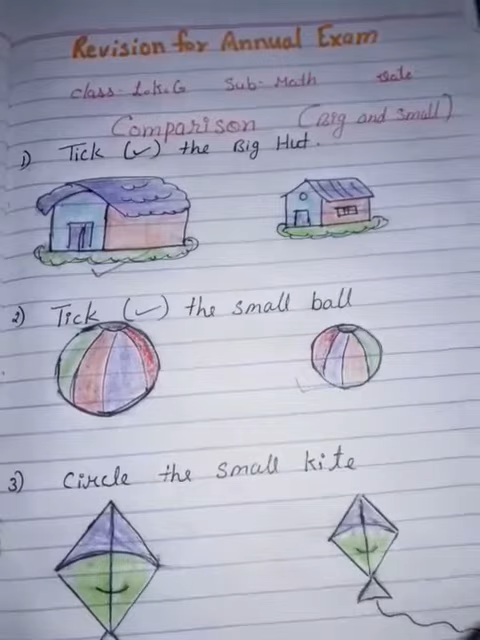 Revision for Annual Exam
Class- L.K.G Sub- Math Date
Comparison (Big and small)
1) Tick (✓) the Big Hut.
2) Tick (✓) the small ball
3) Circle the small kite